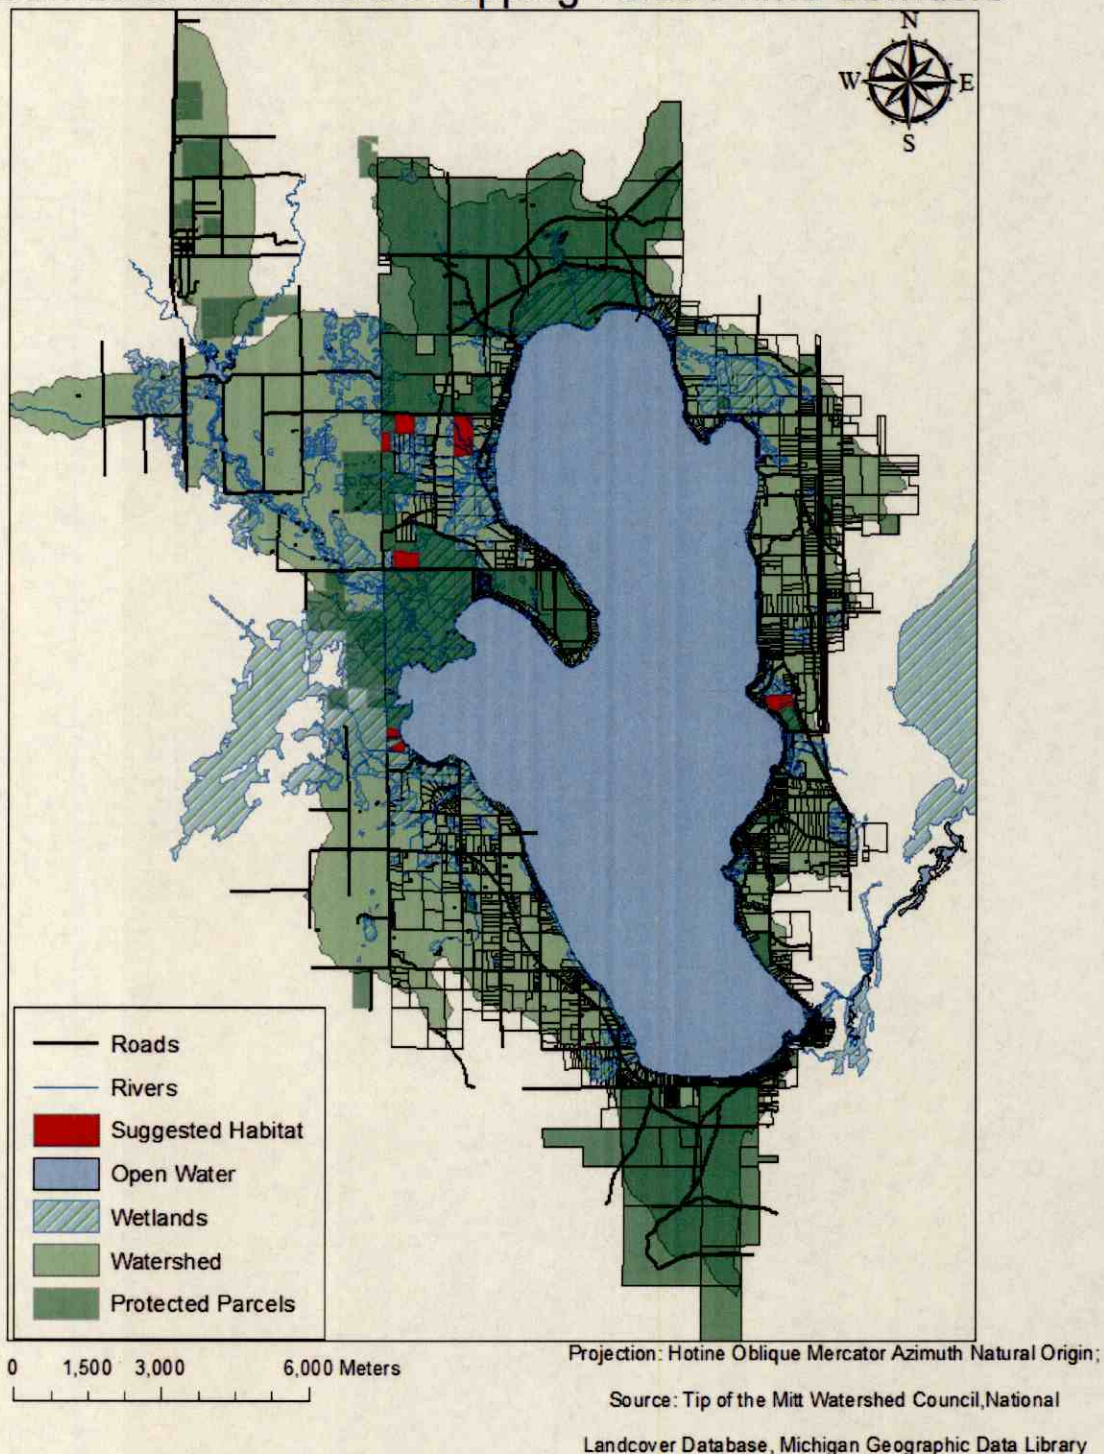 N
W E
S
Roads
Rivers
Suggested Habitat
Open Water
Wetlands
Watershed
Protected Parcels
0 1,500 3,000 6,000 Meters
Projection: Hotine Oblique Mercator Azimuth Natural Origin;
Source: Tip of the Mitt Watershed Council,National
Landcover Database, Michigan Geographic Data Library